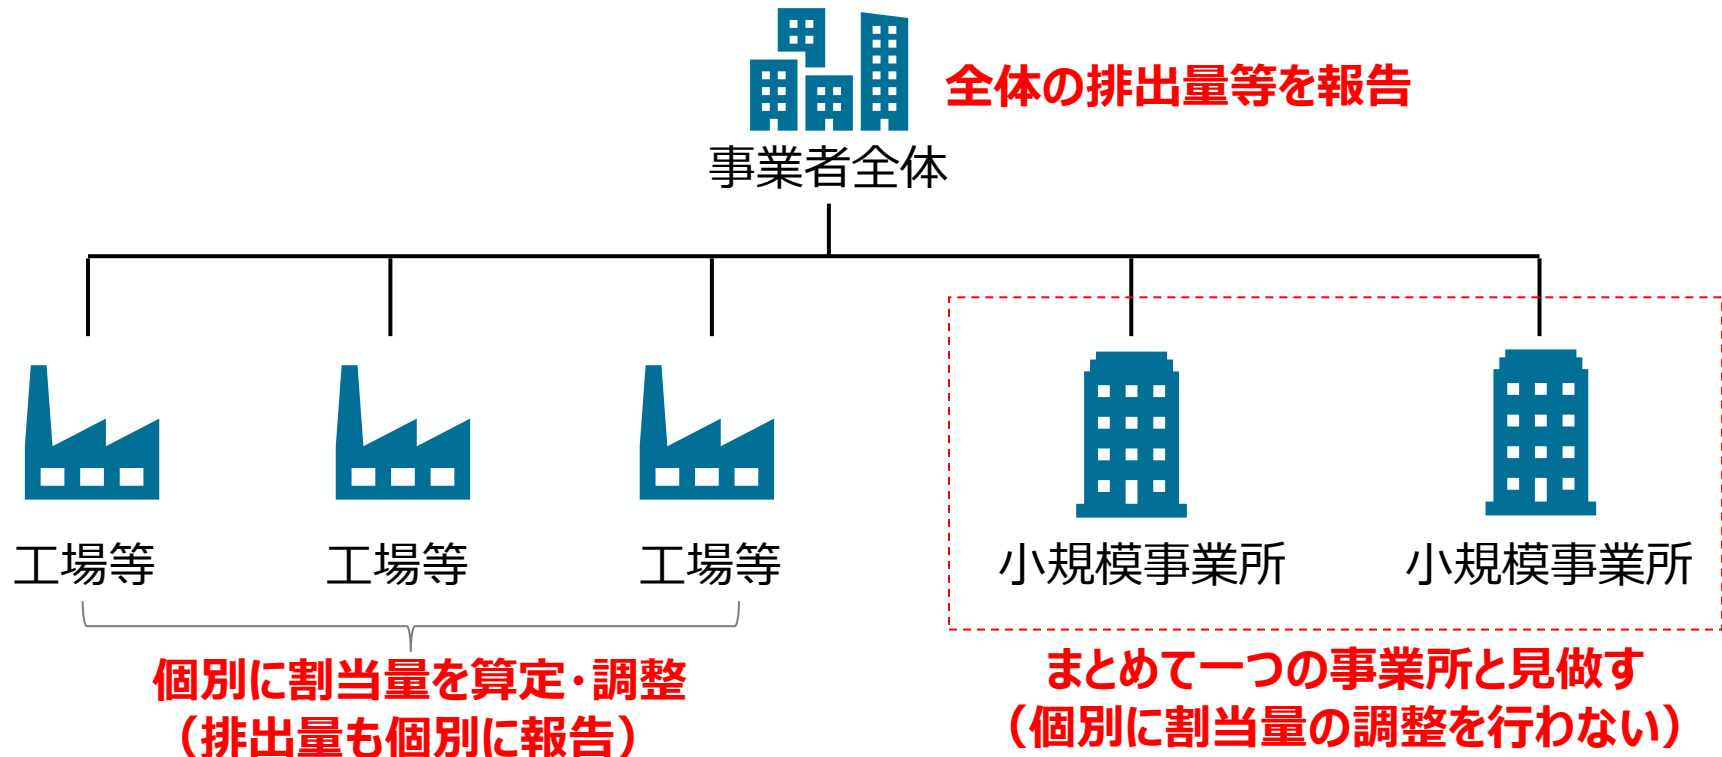 全体の排出量等を報告
事業者全体
工場等
工場等
工場等
小規模事業所
小規模事業所
個別に割当量を算定・調整
（排出量も個別に報告）
まとめて一つの事業所と見做す
（個別に割当量の調整を行わない）